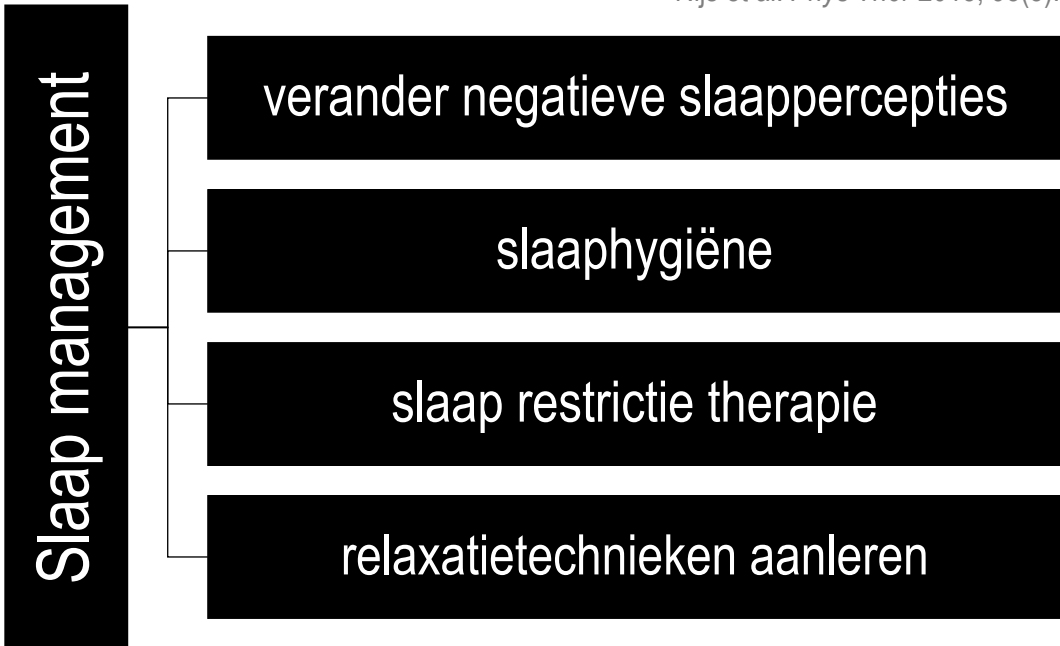 Slaap management
verander negatieve slaappercepties
slaaphygiëne
slaap restrictie therapie
relaxatietechnieken aanleren